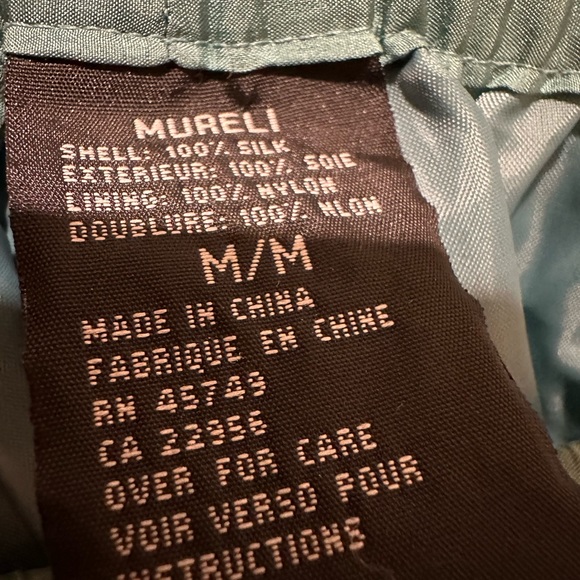 MURELI
SHELL: 100% SILK
EXTERIEUR: 100% SOIE
LINING: 100% NYLON
DOUBLURE: 100% NLON
M/M
MADE IN CHINA
FABRIQUE EN CHINE
RN 45749
CA 22956
OVER FOR CARE
VOIR VERSO POUR
INSTRUCTIONS